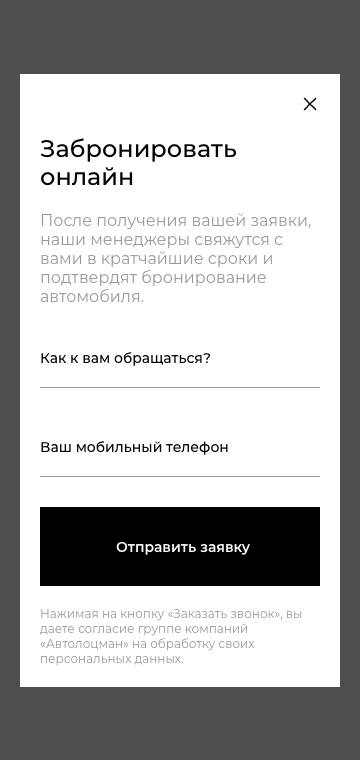 Забронировать
онлайн
После получения вашей заявки,
наши менеджеры свяжутся с
вами в кратчайшие сроки и
подтвердят бронирование
автомобиля.
Как к вам обращаться?
Ваш мобильный телефон
Отправить заявку
Нажимая на кнопку «Заказать звонок», вы
даете согласие группе компаний
«Автолоцман» на обработку своих
персональных данных.